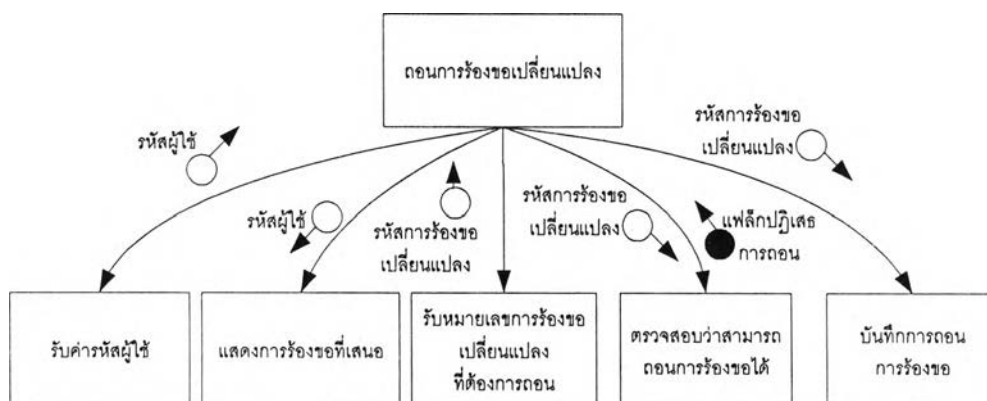 ถอนการร้องขอเปลี่ยนแปลง
รหัสผู้ใช้
รหัสการร้องขอ
เปลี่ยนแปลง
รหัสผู้ใช้
รหัสการร้องขอ
เปลี่ยนแปลง
รหัสการร้องขอ
เปลี่ยนแปลง
แฟล็กปฏิเสธ
การถอน
รับค่ารหัสผู้ใช้
แสดงการร้องขอที่เสนอ
รับหมายเลขการร้องขอ
เปลี่ยนแปลง
ที่ต้องการถอน
ตรวจสอบว่าสามารถ
ถอนการร้องขอได้
บันทึกการถอน
การร้องขอ